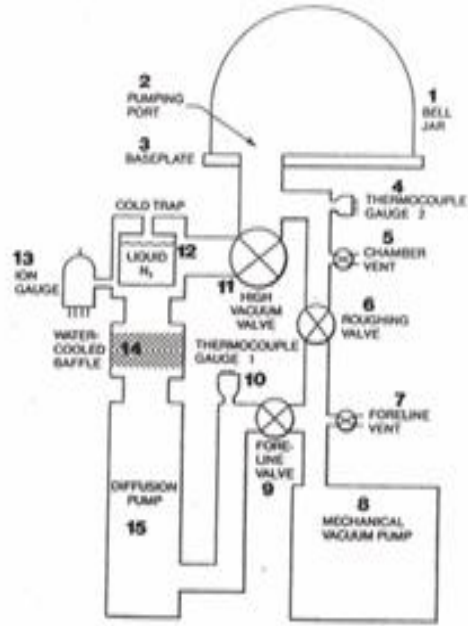 2
PUMPING
PORT
1
BELL
JAR
3
BASEPLATE
4
THERMOCOUPLE
GAUGE 2
COLD TRAP
LIQUID
N₂
12
5
CHAMBER
VENT
13
ION
GAUGE
11
HIGH
VACUUM
VALVE
6
ROUGHING
VALVE
WATER-
COOLED
BAFFLE
14
THERMOCOUPLE
GAUGE 1
10
7
FORELINE
VENT
FORE-
LINE
VALVE
9
DIFFUSION
PUMP
15
8
MECHANICAL
VACUUM PUMP